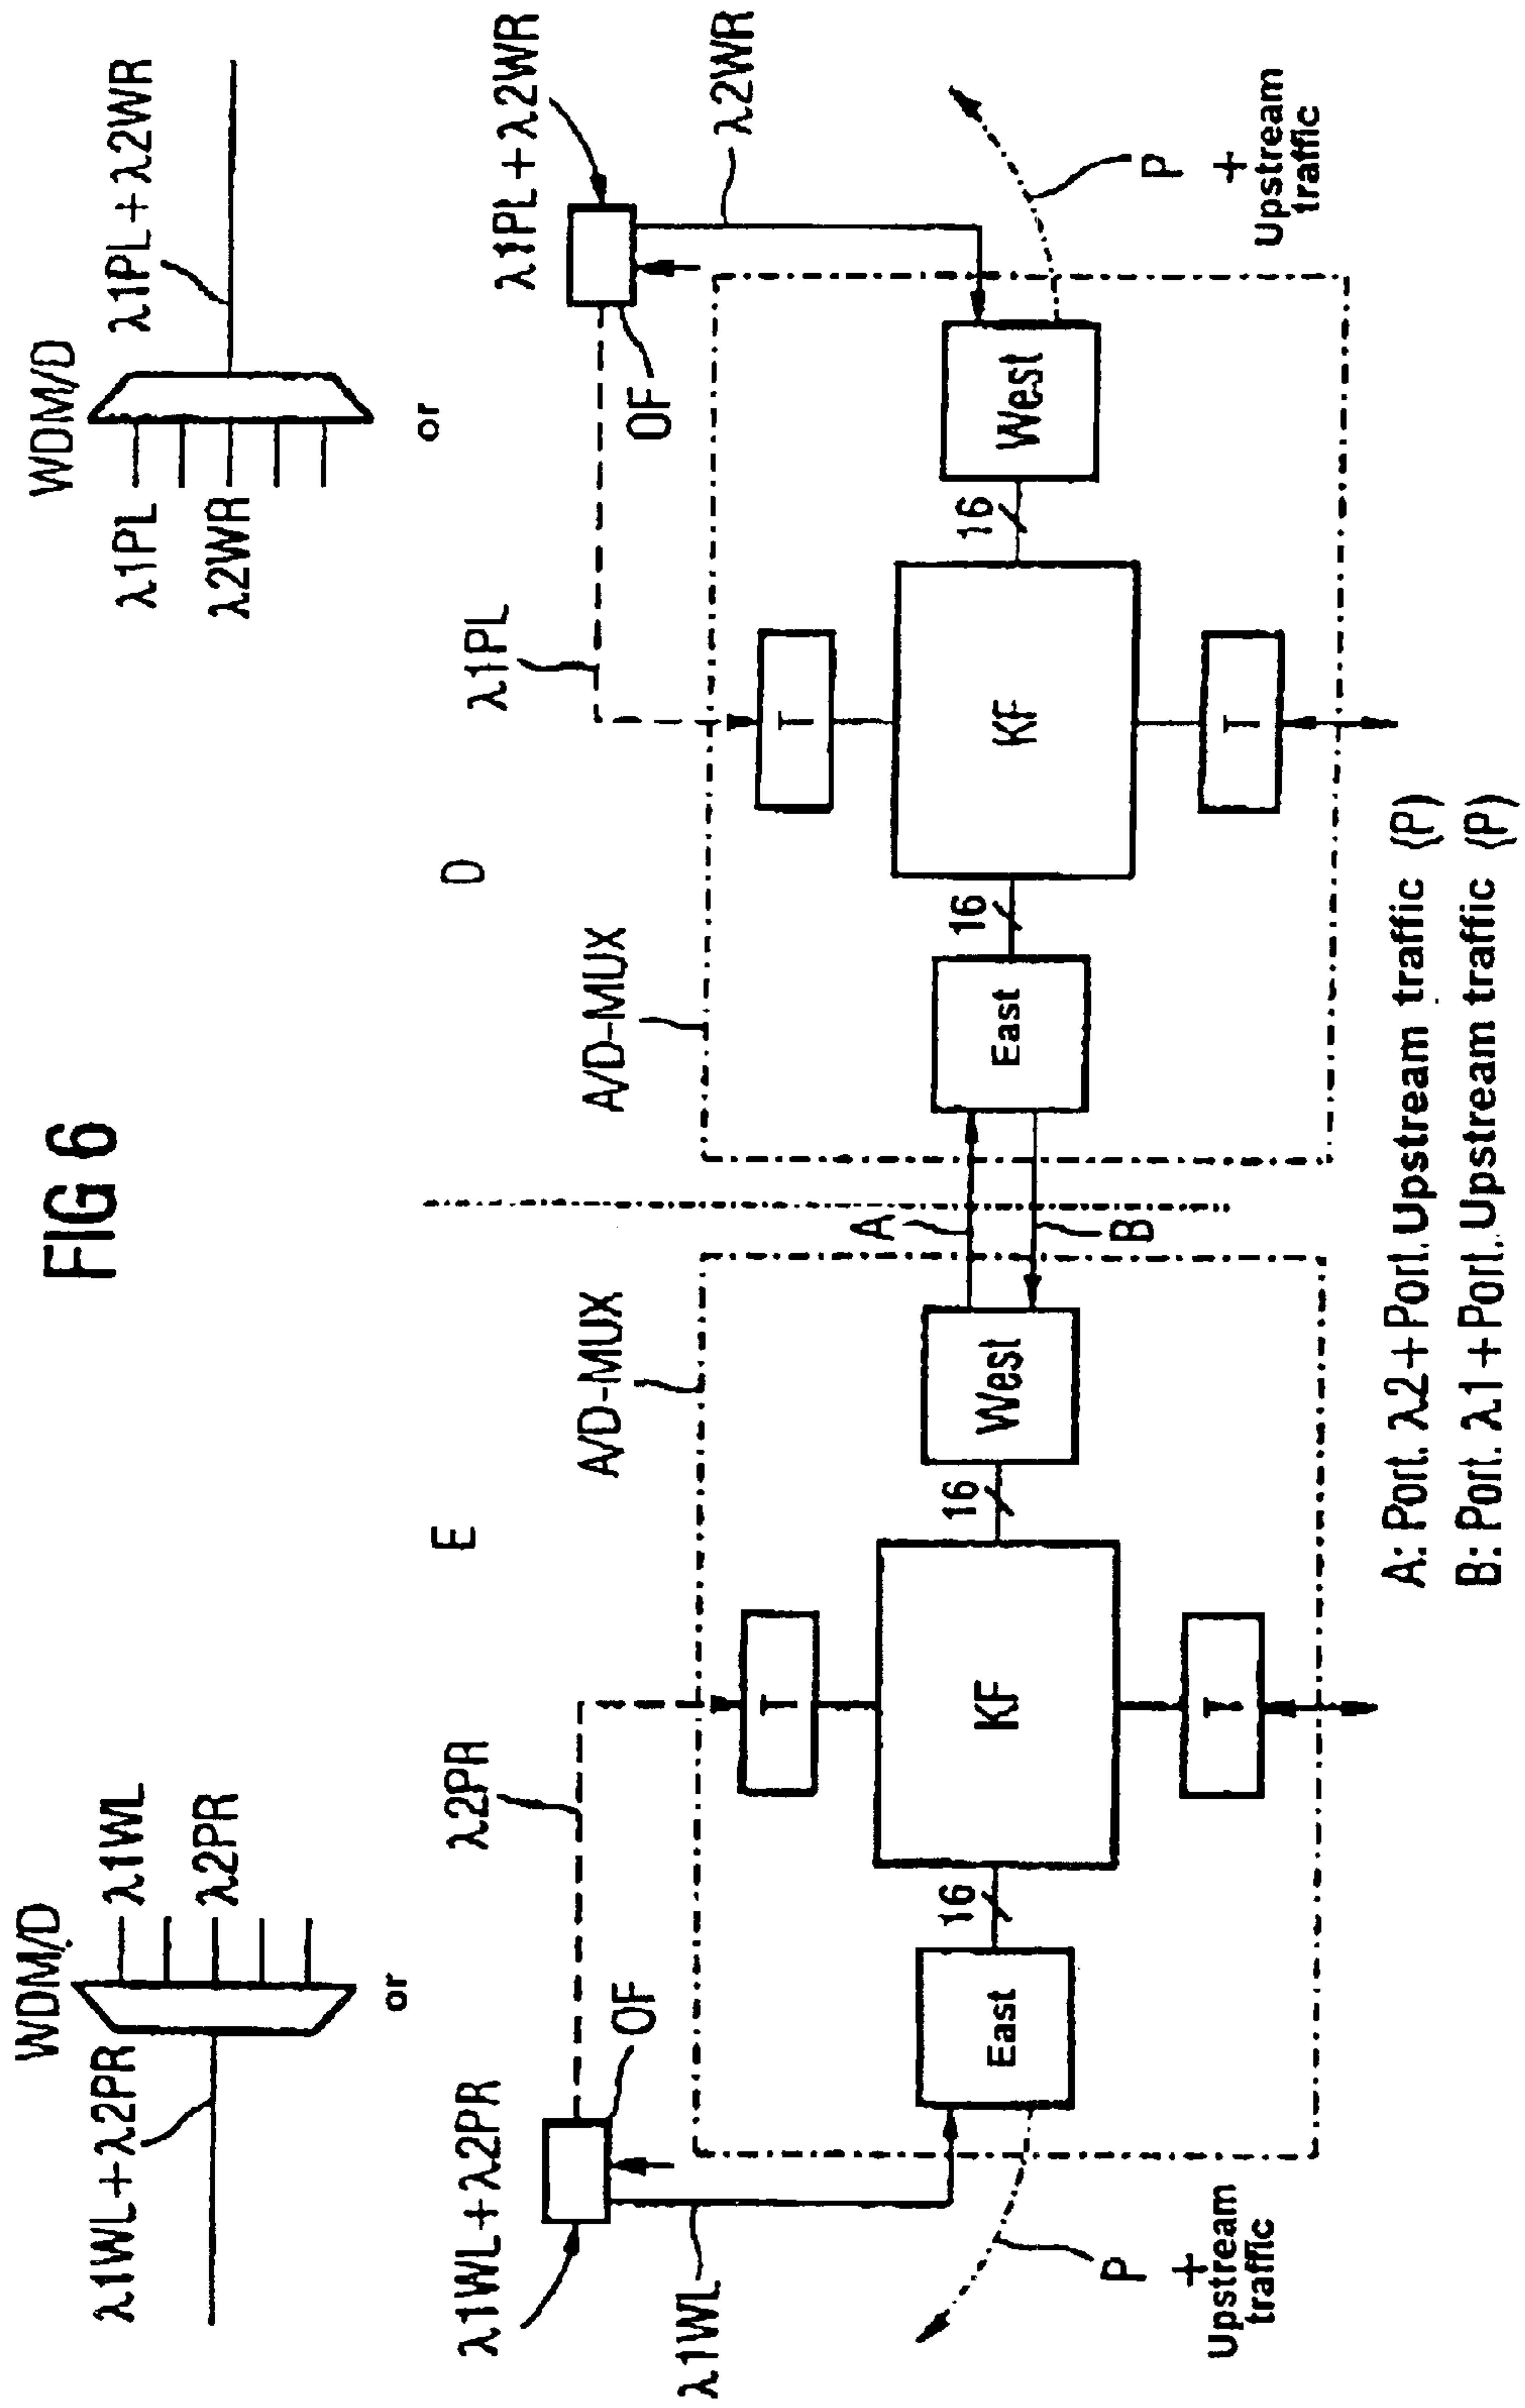 FIG 6
WDM/D
λ1WL+λ2PR
λ1WL
λ2PR
or
WDM/D
λ1PL
λ2WR
λ1PL+λ2WR
or
E
D
λ1WL+λ2PR
λ2PR
OF
λ1WL
A/D-MUX
A/D-MUX
λ1PL
λ1PL+λ2WR
OF
λ2WR
T
T
East
16
KF
16
West
A
B
East
16
KF
16
West
T
T
P
+
Upstream
traffic
P
+
Upstream
traffic
A: Port. λ2+Port. Upstream traffic (P)
B: Port. λ1+Port. Upstream traffic (P)